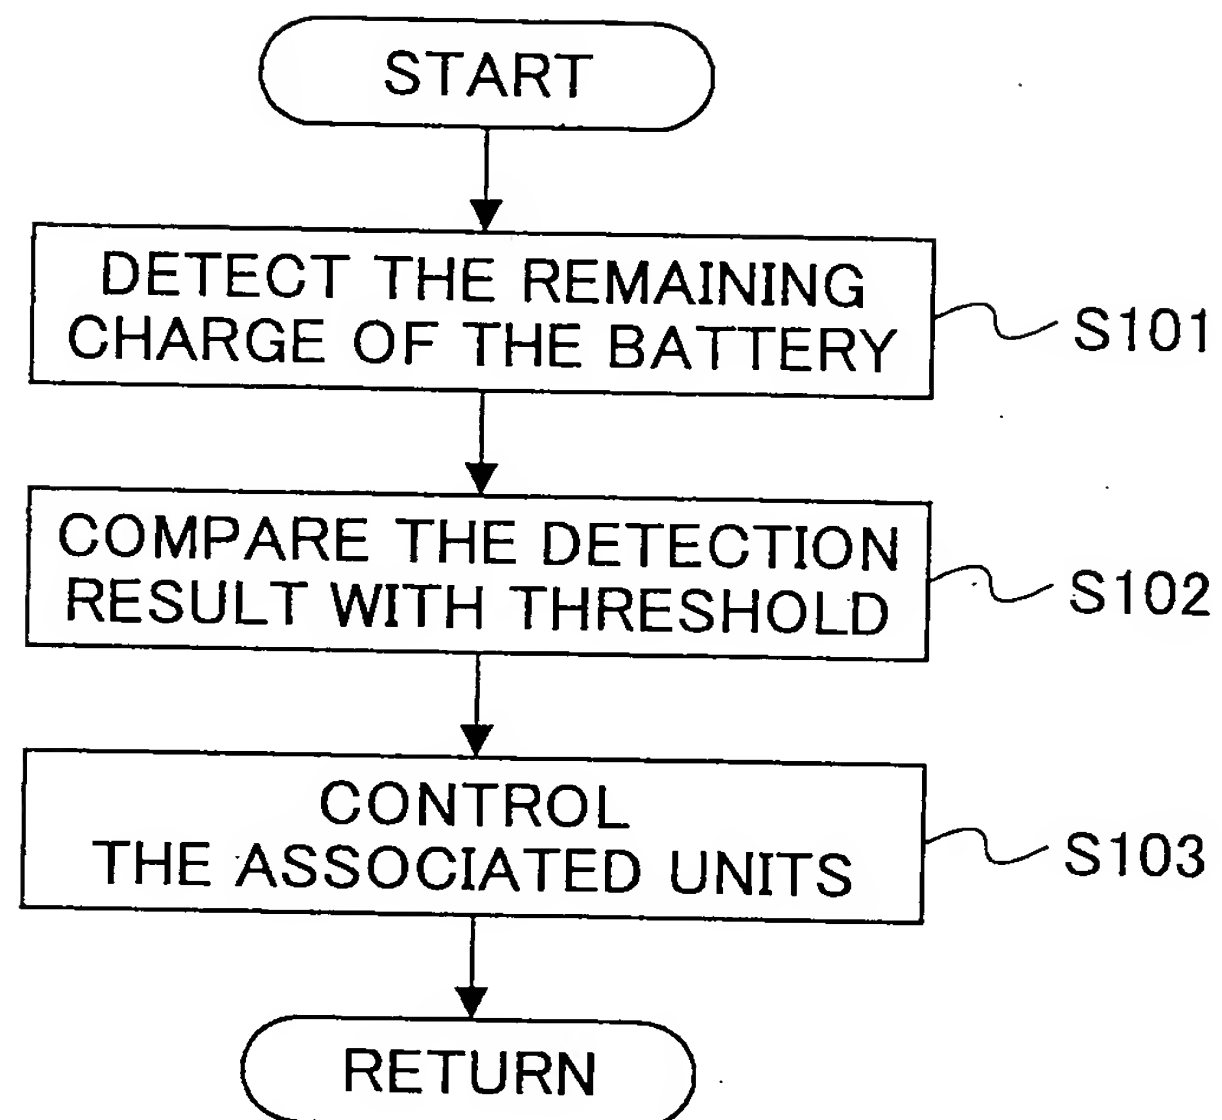 START
DETECT THE REMAINING
CHARGE OF THE BATTERY
S101
COMPARE THE DETECTION
RESULT WITH THRESHOLD
S102
CONTROL
THE ASSOCIATED UNITS
S103
RETURN